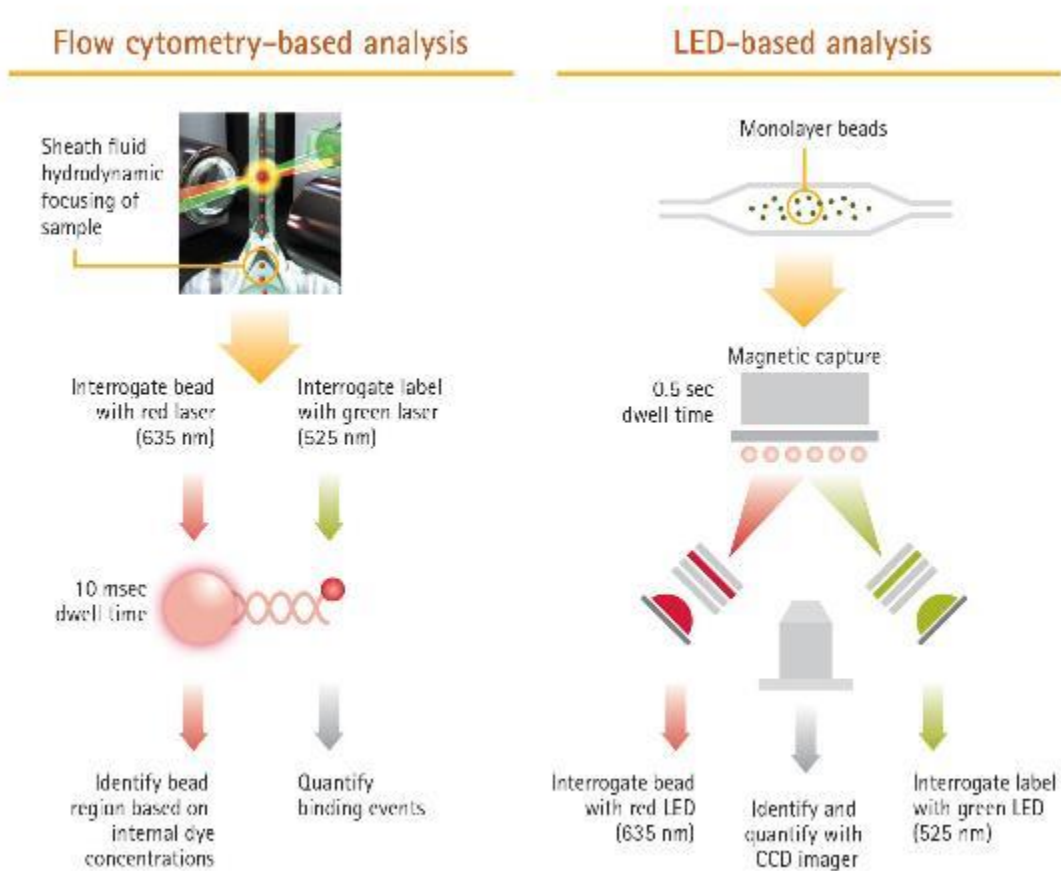 Flow cytometry-based analysis
Sheath fluid
hydrodynamic
focusing of
sample
Interrogate bead
with red laser
(635 nm)
Interrogate label
with green laser
(525 nm)
10 msec
dwell time
Identify bead
region based on
internal dye
concentrations
Quantify
binding events
LED-based analysis
Monolayer beads
Magnetic capture
0.5 sec
dwell time
Interrogate bead
with red LED
(635 nm)
Identify and
quantify with
CCD imager
Interrogate label
with green LED
(525 nm)